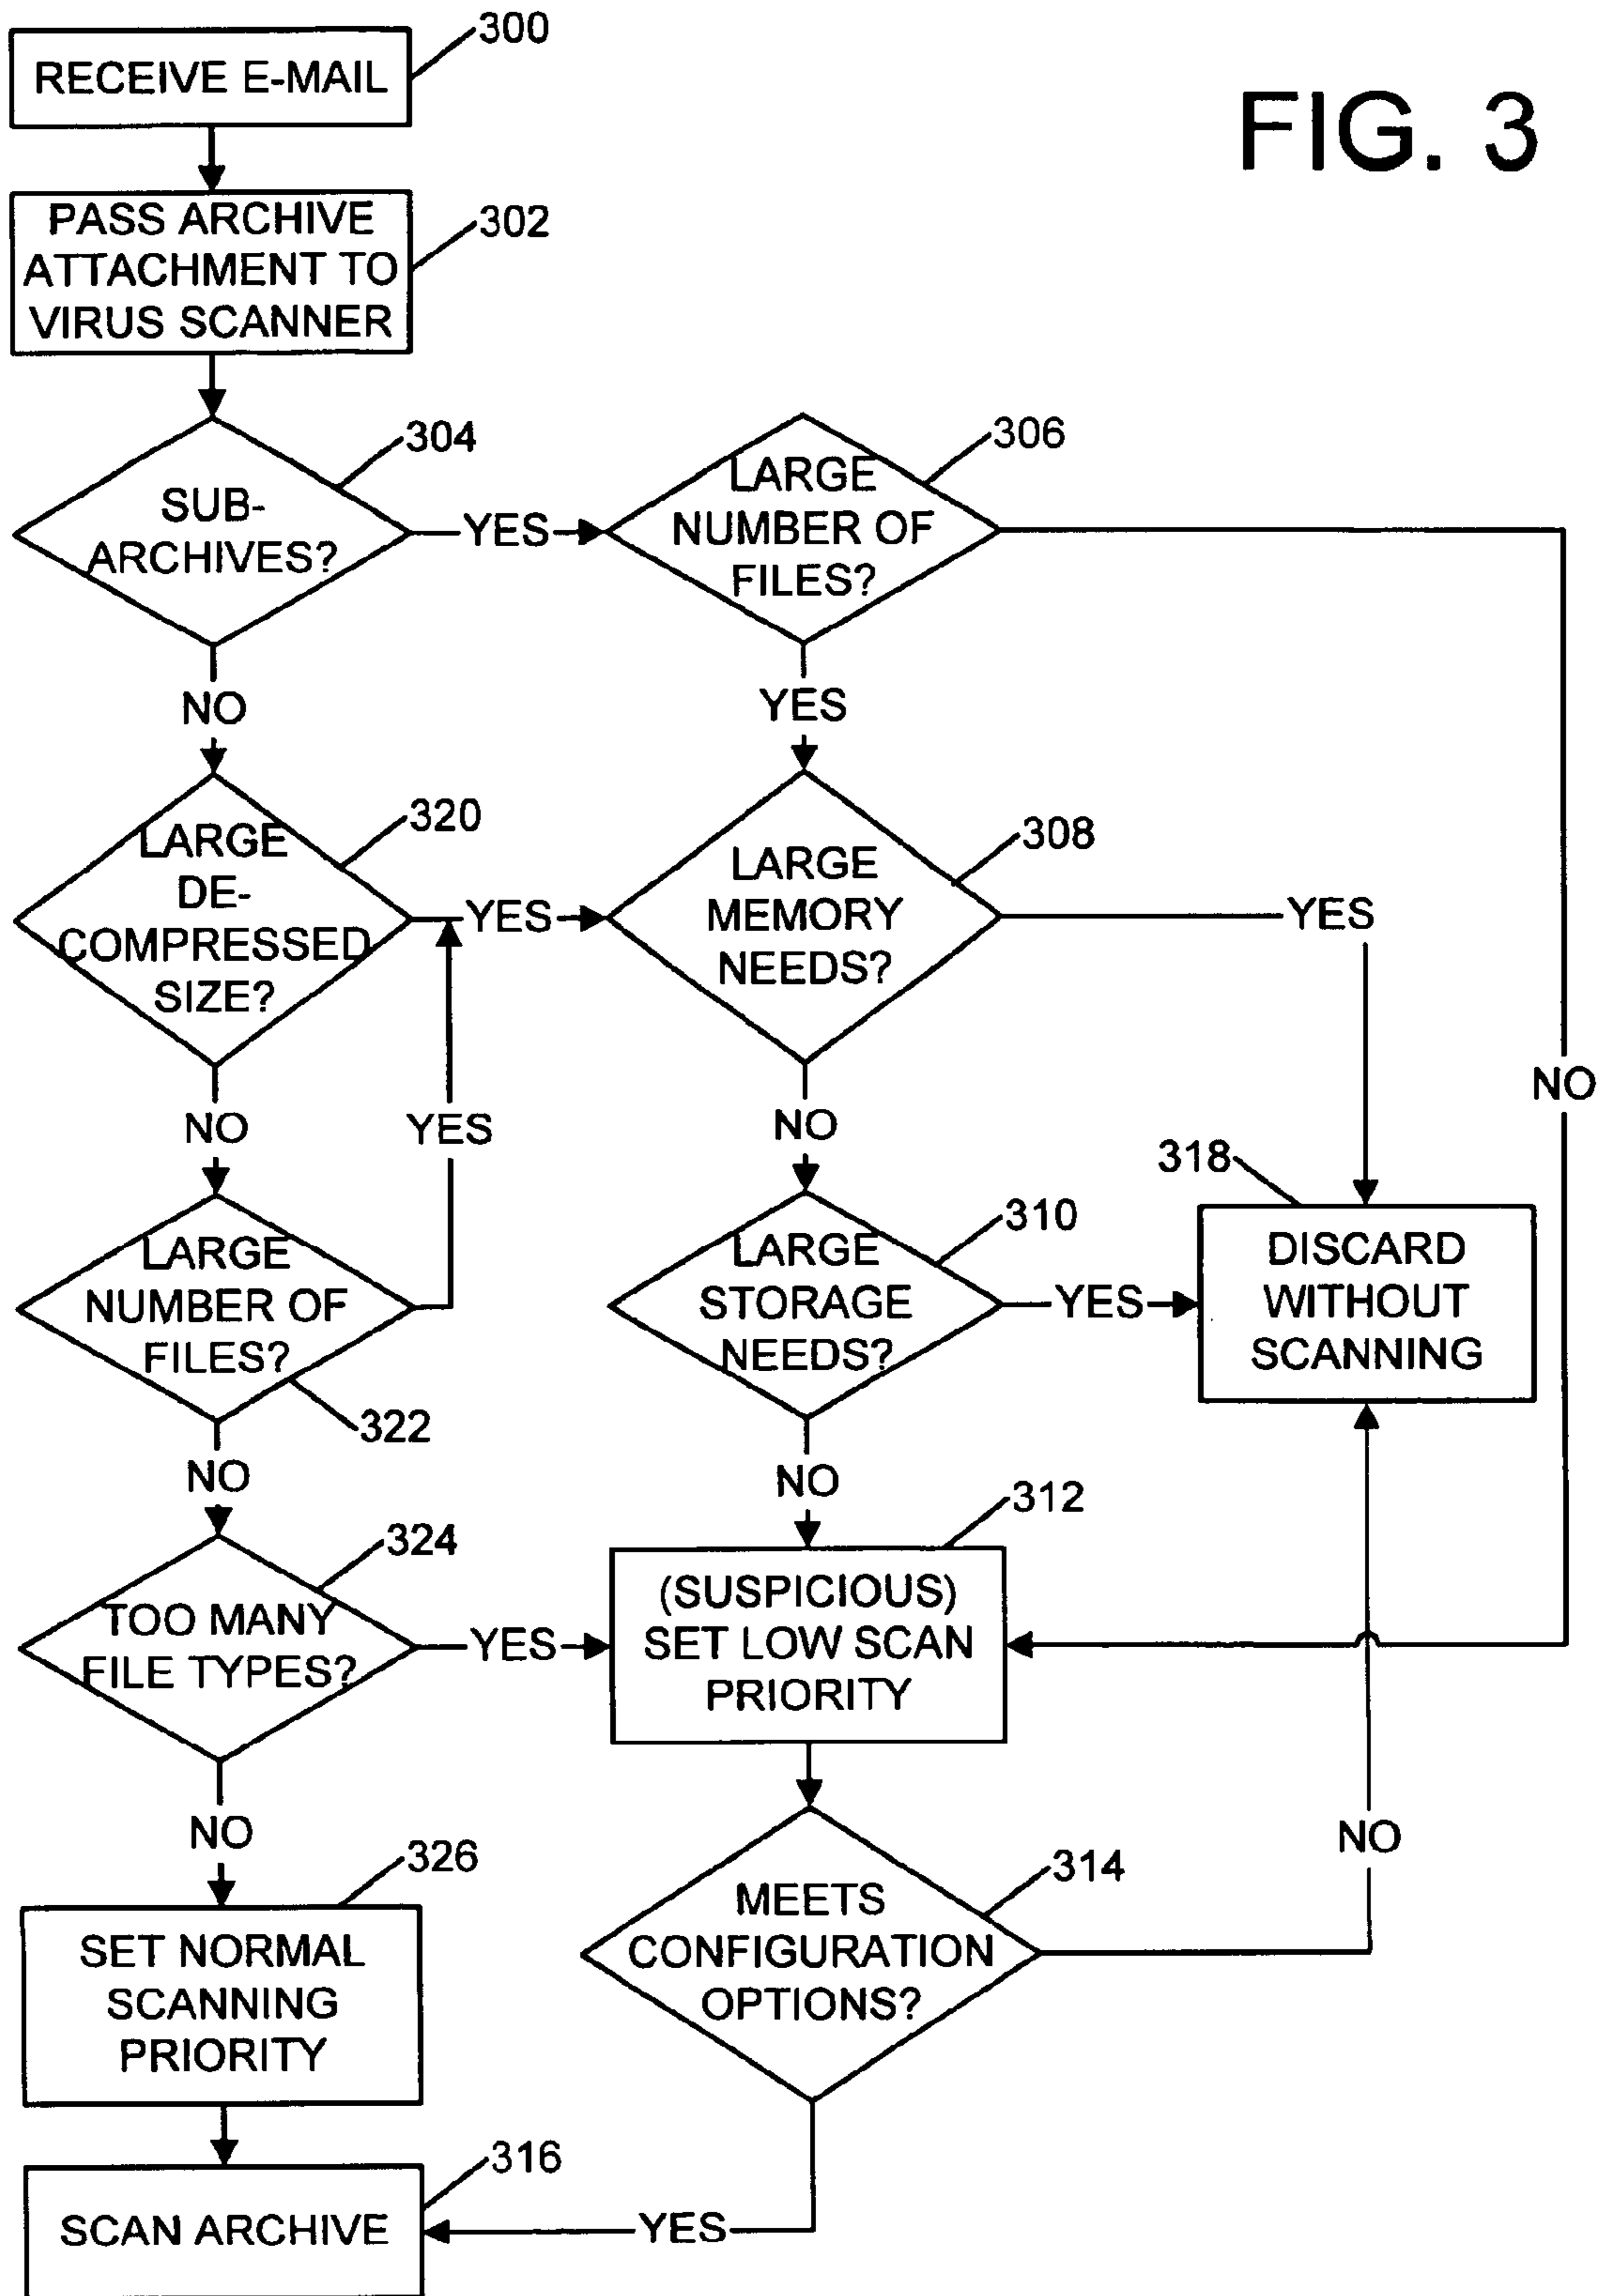 300
RECEIVE E-MAIL
FIG. 3
302
PASS ARCHIVE
ATTACHMENT TO
VIRUS SCANNER
304
SUB-
ARCHIVES?
YES
306
LARGE
NUMBER OF
FILES?
NO
YES
320
LARGE
DE-
COMPRESSED
SIZE?
YES
308
LARGE
MEMORY
NEEDS?
YES
NO
NO
YES
NO
318
DISCARD
WITHOUT
SCANNING
LARGE
NUMBER OF
FILES?
322
310
LARGE
STORAGE
NEEDS?
YES
NO
NO
324
TOO MANY
FILE TYPES?
YES
312
(SUSPICIOUS)
SET LOW SCAN
PRIORITY
NO
326
SET NORMAL
SCANNING
PRIORITY
314
MEETS
CONFIGURATION
OPTIONS?
NO
316
SCAN ARCHIVE
YES